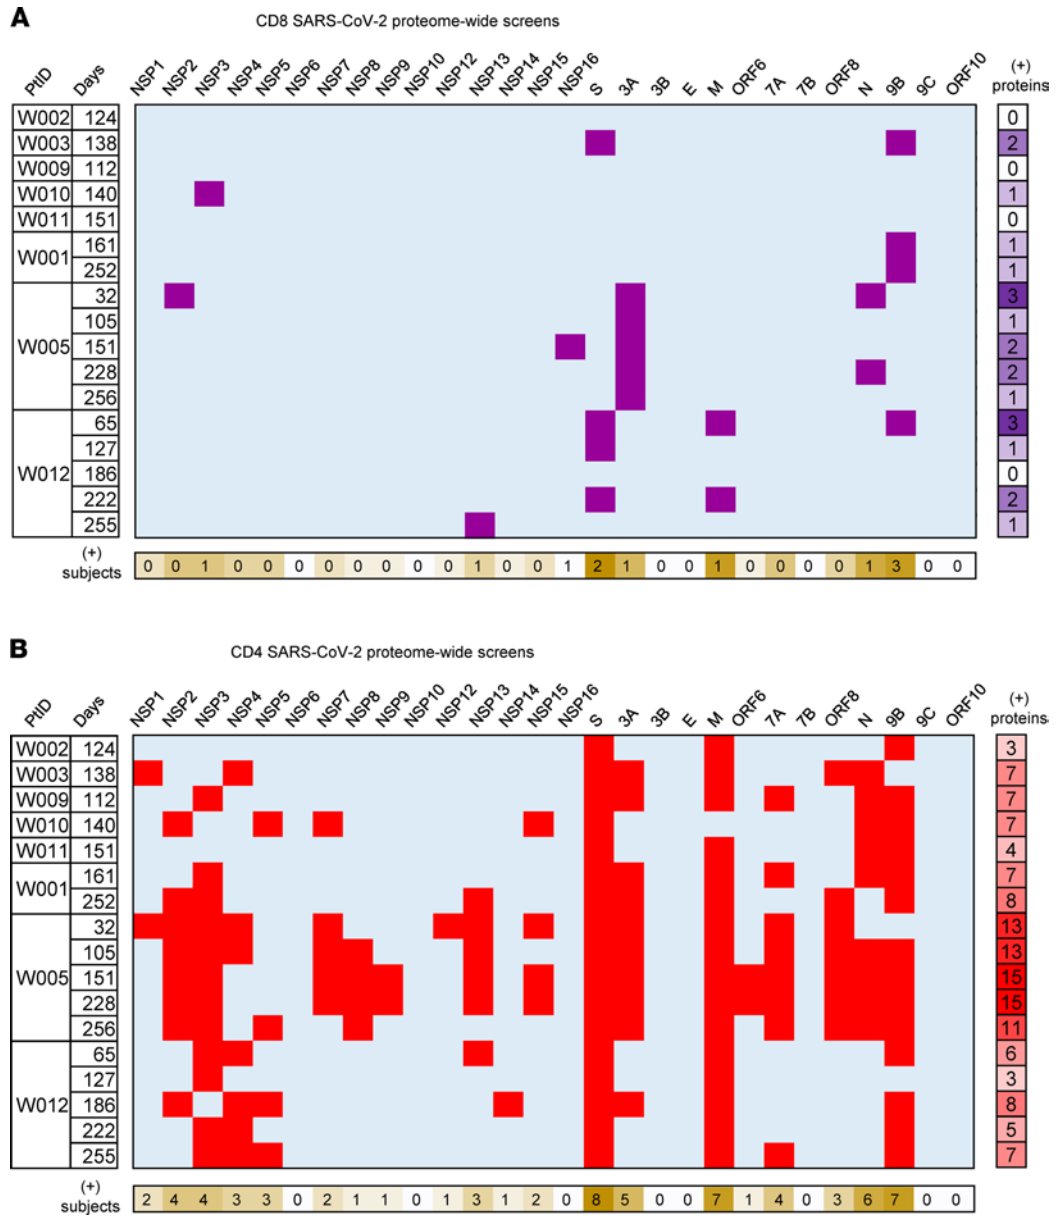 A
CD8 SARS-CoV-2 proteome-wide screens
PtID Days NSP1 NSP2 NSP3 NSP4 NSP5 NSP6 NSP7 NSP8 NSP9 NSP10 NSP12 NSP13 NSP14 NSP15 NSP16 S 3A 3B E M ORF6 7A 7B ORF8 N 9B 9C ORF10 (+) proteins
W002 124 0
W003 138 2
W009 112 0
W010 140 1
W011 151 0
W001 161 1
252 1
W005 32 3
105 1
151 2
228 2
256 1
W012 65 3
127 1
186 0
222 2
255 1
(+) subjects 0 0 1 0 0 0 0 0 0 0 0 1 0 0 1 2 1 0 0 1 0 0 0 0 1 3 0 0
B
CD4 SARS-CoV-2 proteome-wide screens
PtID Days NSP1 NSP2 NSP3 NSP4 NSP5 NSP6 NSP7 NSP8 NSP9 NSP10 NSP12 NSP13 NSP14 NSP15 NSP16 S 3A 3B E M ORF6 7A 7B ORF8 N 9B 9C ORF10 (+) proteins
W002 124 3
W003 138 7
W009 112 7
W010 140 7
W011 151 4
W001 161 7
252 8
W005 32 13
105 13
151 15
228 15
256 11
W012 65 6
127 3
186 8
222 5
255 7
(+) subjects 2 4 4 3 3 0 2 1 1 0 1 3 1 2 0 8 5 0 0 7 1 4 0 3 6 7 0 0